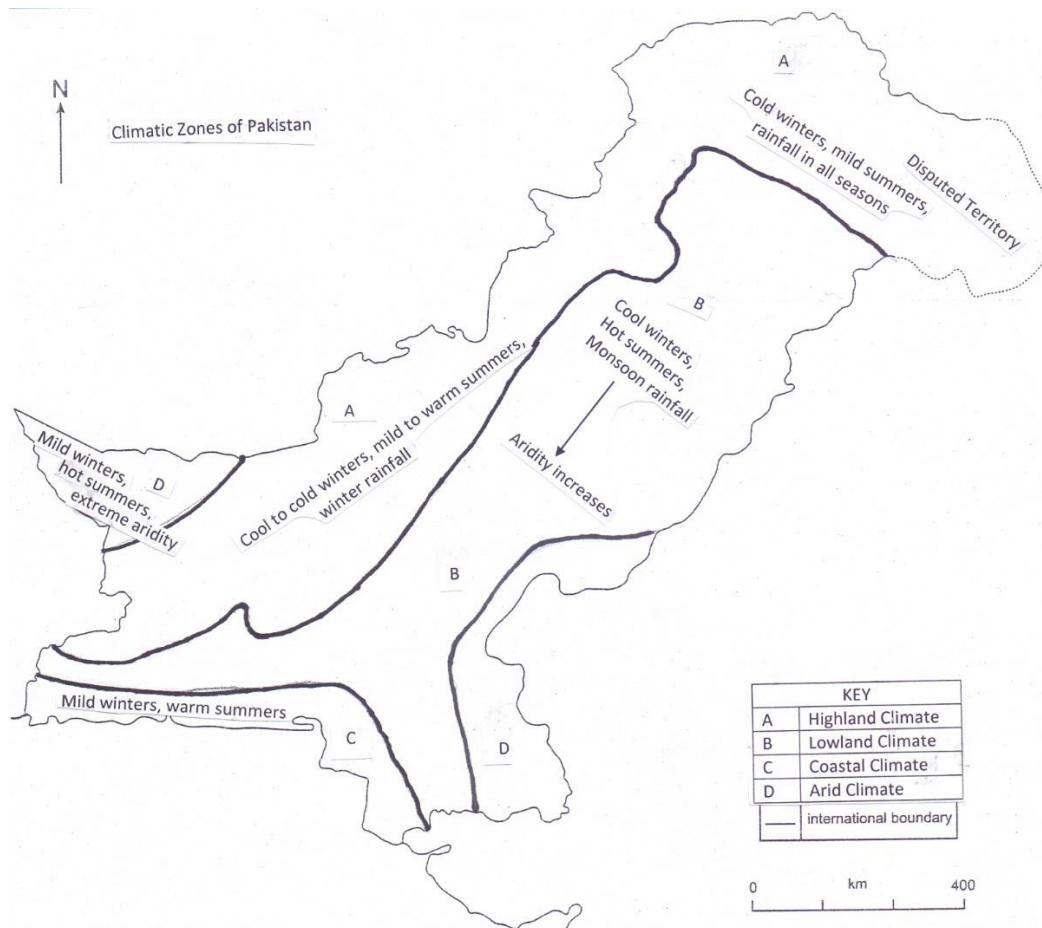 N
Climatic Zones of Pakistan
A
Cold winters, mild summers,
rainfall in all seasons
Disputed Territory
B
Cool winters,
Hot summers,
Monsoon rainfall
Aridity increases
A
Cool to cold winters, mild to warm summers,
winter rainfall
D
Mild winters,
hot summers,
extreme aridity
B
Mild winters, warm summers
C
D
KEY
A Highland Climate
B Lowland Climate
C Coastal Climate
D Arid Climate
international boundary
0 km 400